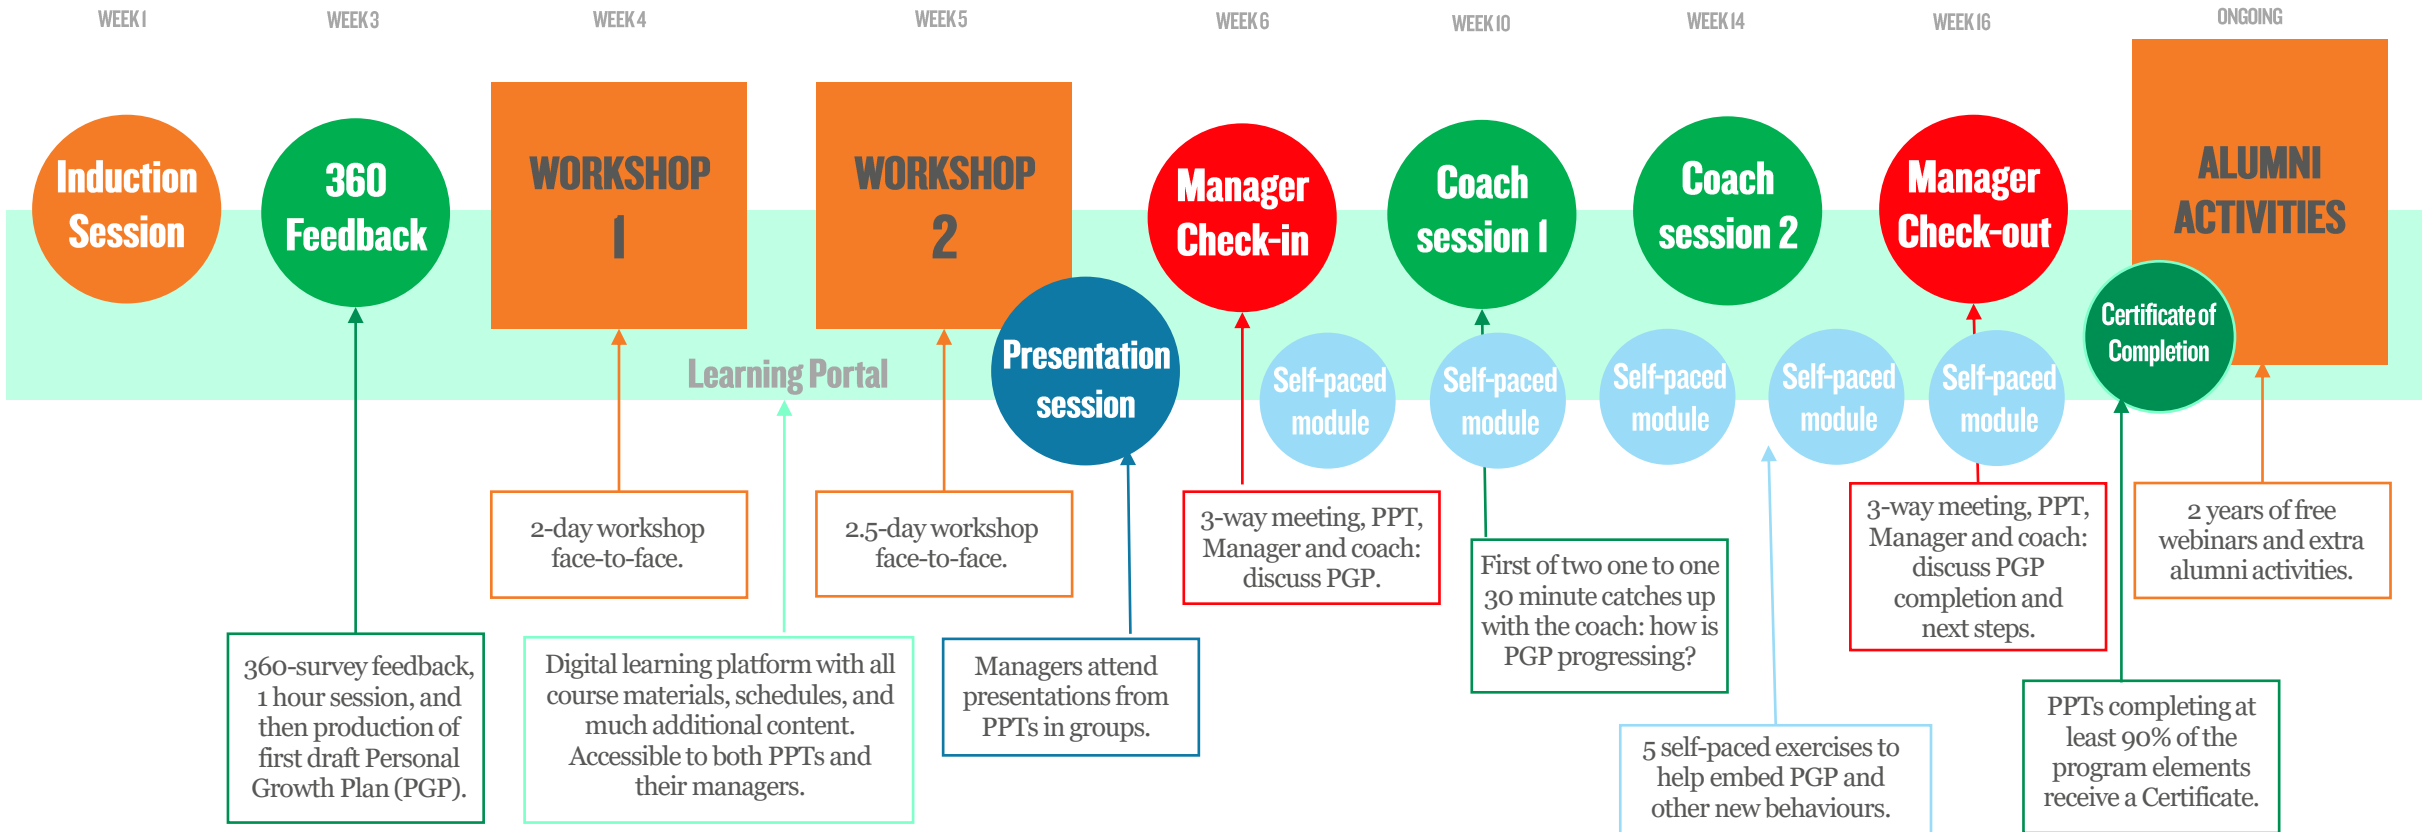 WEEK 1
WEEK 3
WEEK 4
WEEK 5
WEEK 6
WEEK 10
WEEK 14
WEEK 16
ONGOING
Induction
Session
360
Feedback
WORKSHOP
1
WORKSHOP
2
Presentation
session
Manager
Check-in
Coach
session 1
Coach
session 2
Manager
Check-out
ALUMNI
ACTIVITIES
Certificate of
Completion
Learning Portal
Self-paced
module
Self-paced
module
Self-paced
module
Self-paced
module
Self-paced
module
360-survey feedback,
1 hour session, and
then production of
first draft Personal
Growth Plan (PGP).
2-day workshop
face-to-face.
Digital learning platform with all
course materials, schedules, and
much additional content.
Accessible to both PPTs and
their managers.
2.5-day workshop
face-to-face.
Managers attend
presentations from
PPTs in groups.
3-way meeting, PPT,
Manager and coach:
discuss PGP.
First of two one to one
30 minute catches up
with the coach: how is
PGP progressing?
5 self-paced exercises to
help embed PGP and
other new behaviours.
3-way meeting, PPT,
Manager and coach:
discuss PGP
completion and
next steps.
PPTs completing at
least 90% of the
program elements
receive a Certificate.
2 years of free
webinars and extra
alumni activities.